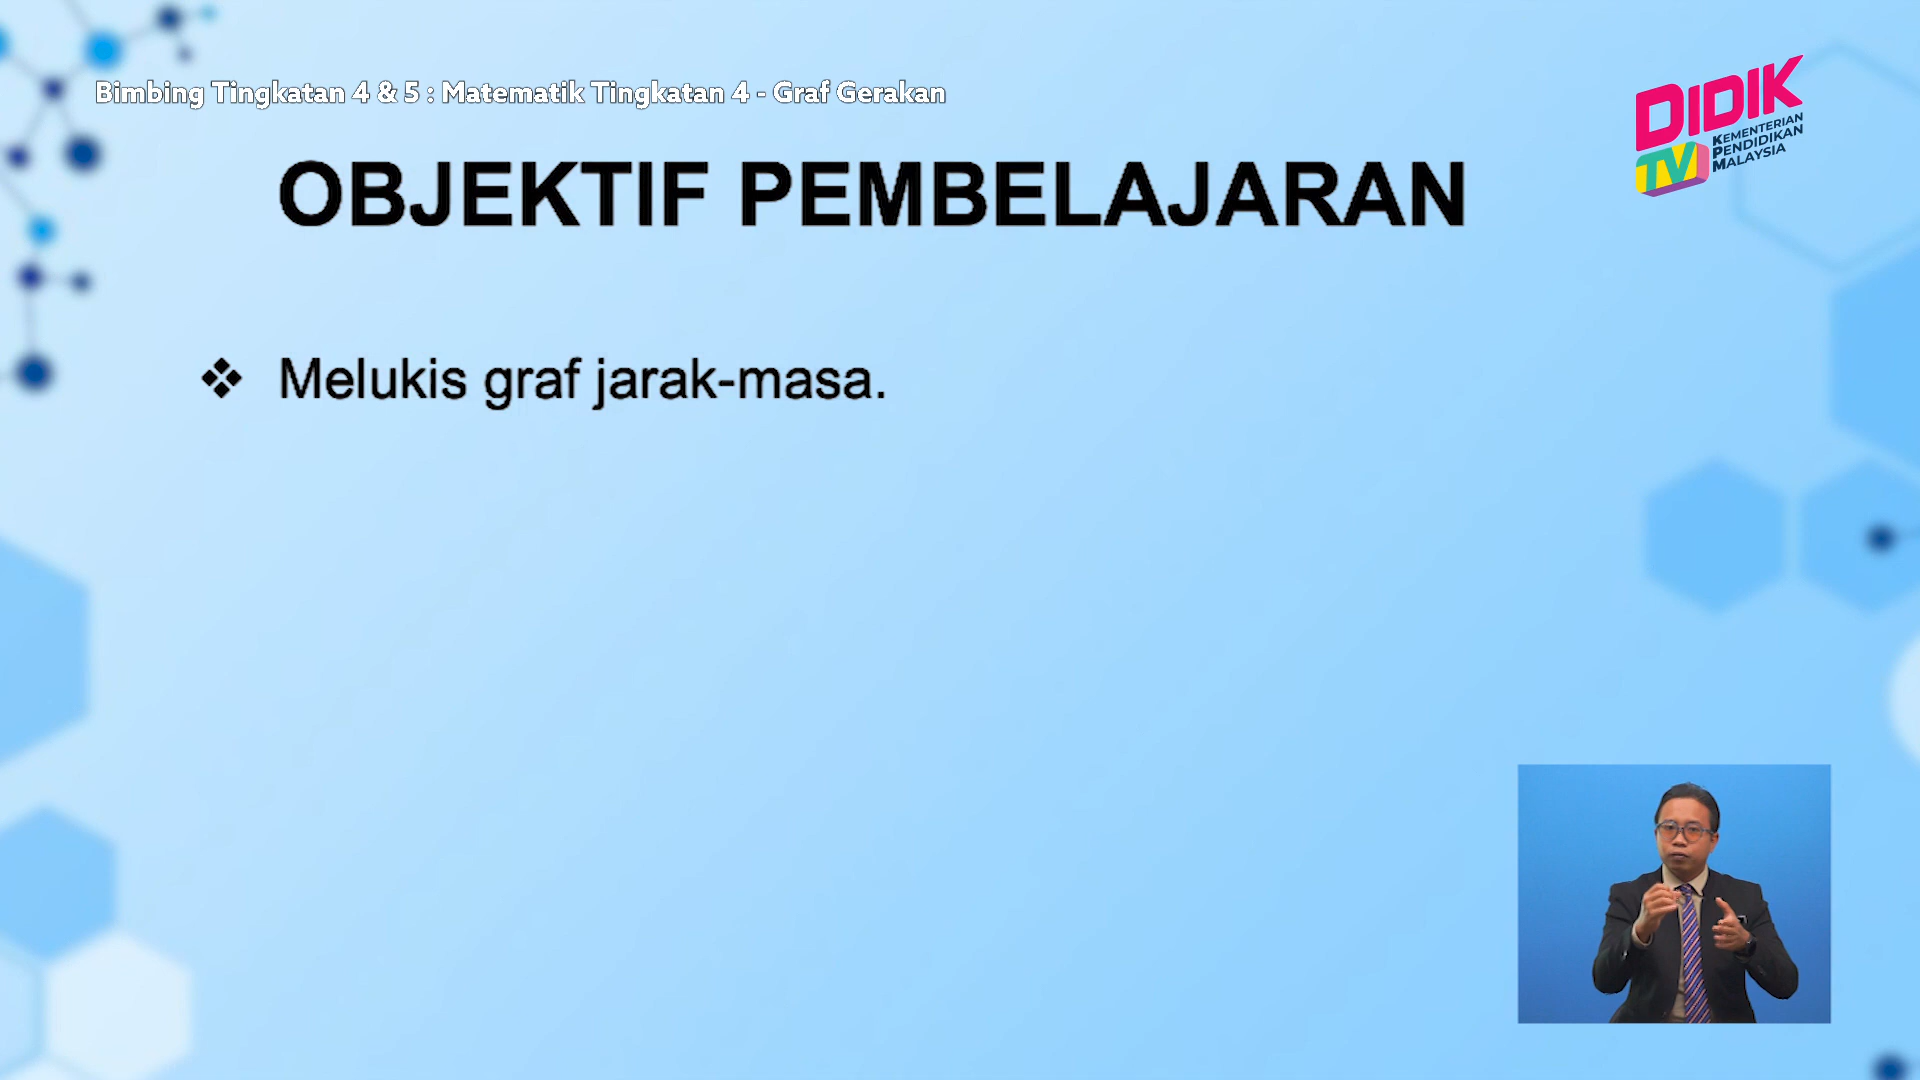 Bimbing Tingkatan 4 & 5 : Matematik Tingkatan 4 - Graf Gerakan
DIDIK
TV
KEMENTERIAN
PENDIDIKAN
MALAYSIA
OBJEKTIF PEMBELAJARAN
❖ Melukis graf jarak-masa.